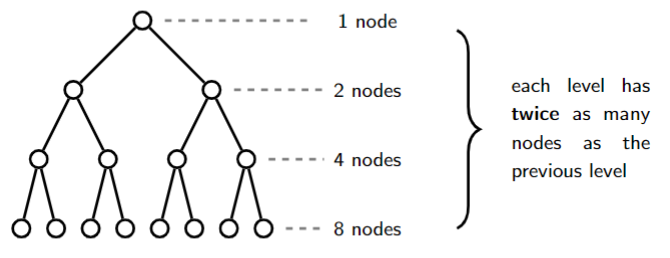 1 node
2 nodes
4 nodes
8 nodes
each level has
twice as many
nodes as the
previous level